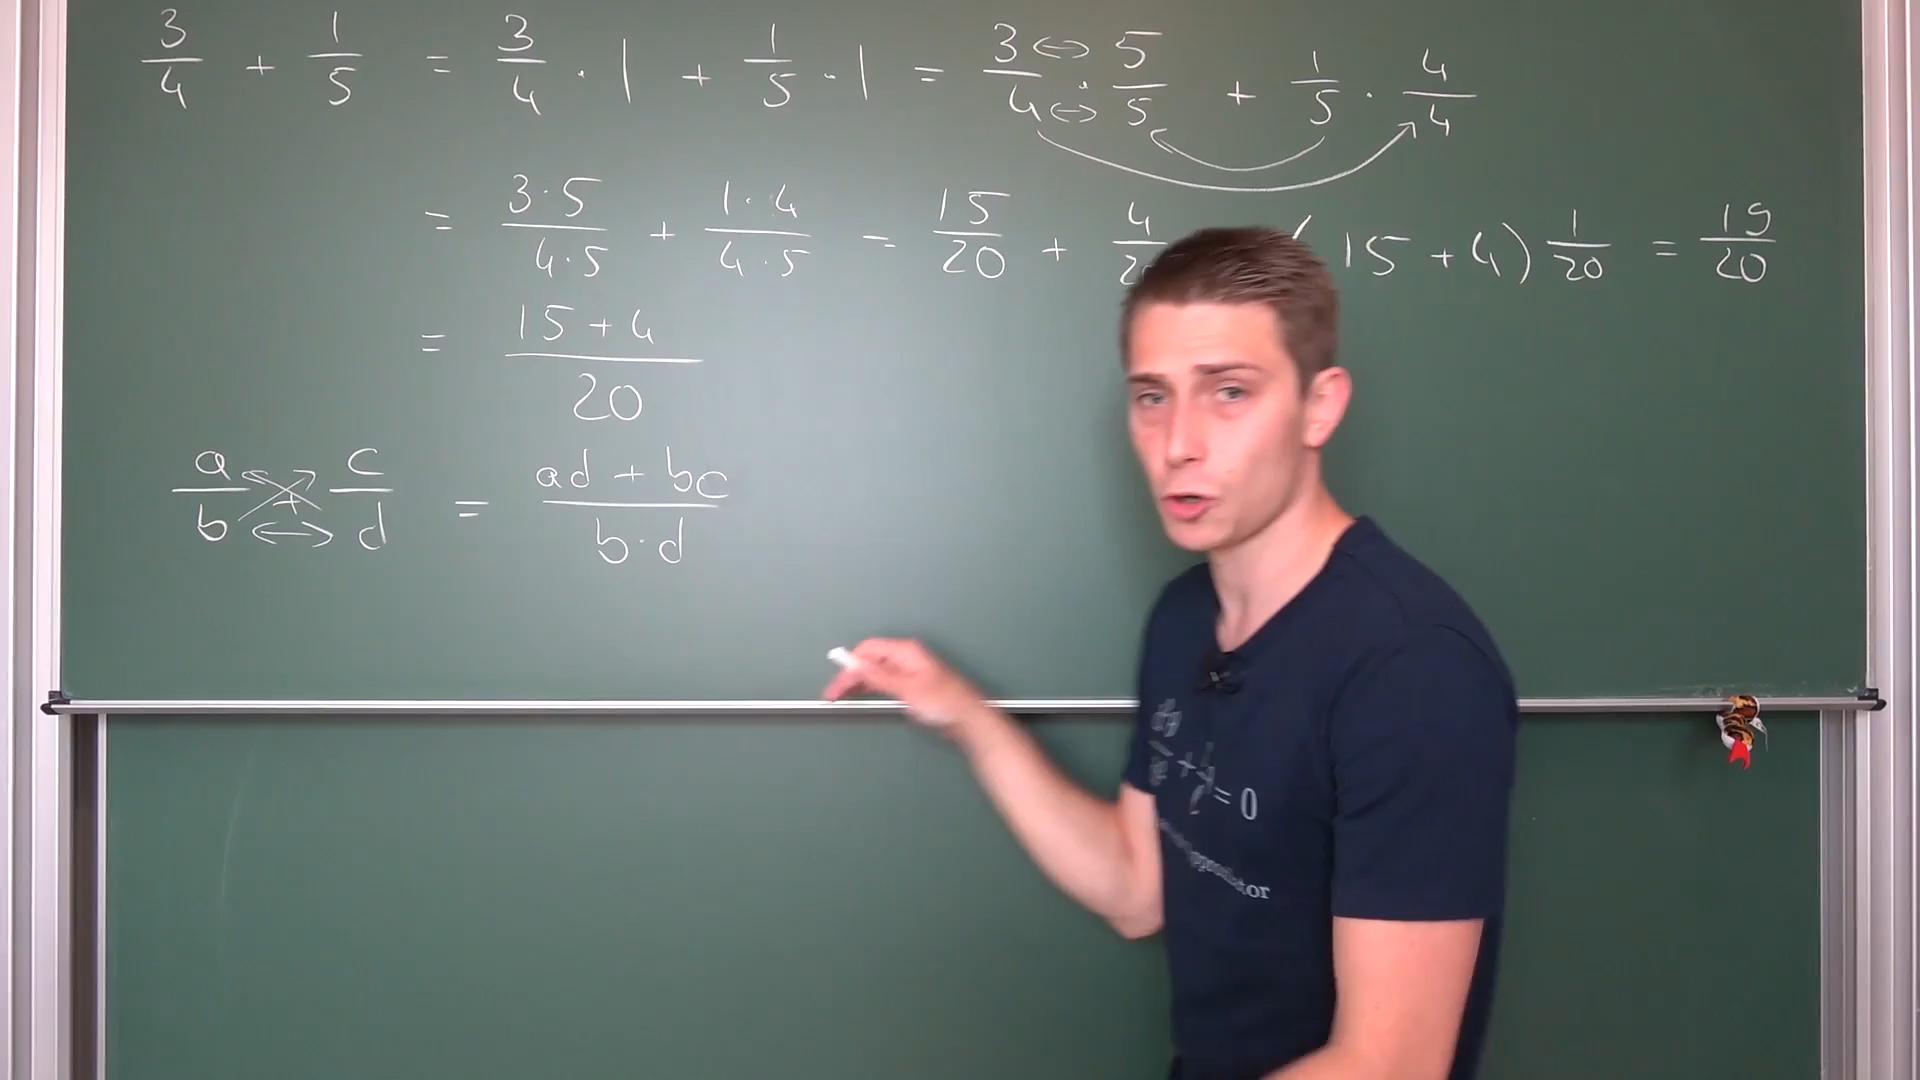 3/4 + 1/5 = 3/4 · 1 + 1/5 · 1 = 3/4 · 5/5 + 1/5 · 4/4
= 3·5/4·5 + 1·4/4·5 = 15/20 + 4/2 (15 + 4) 1/20 = 19/20
= 15 + 4/20
a/b + c/d = ad + bc/b·d
= 0